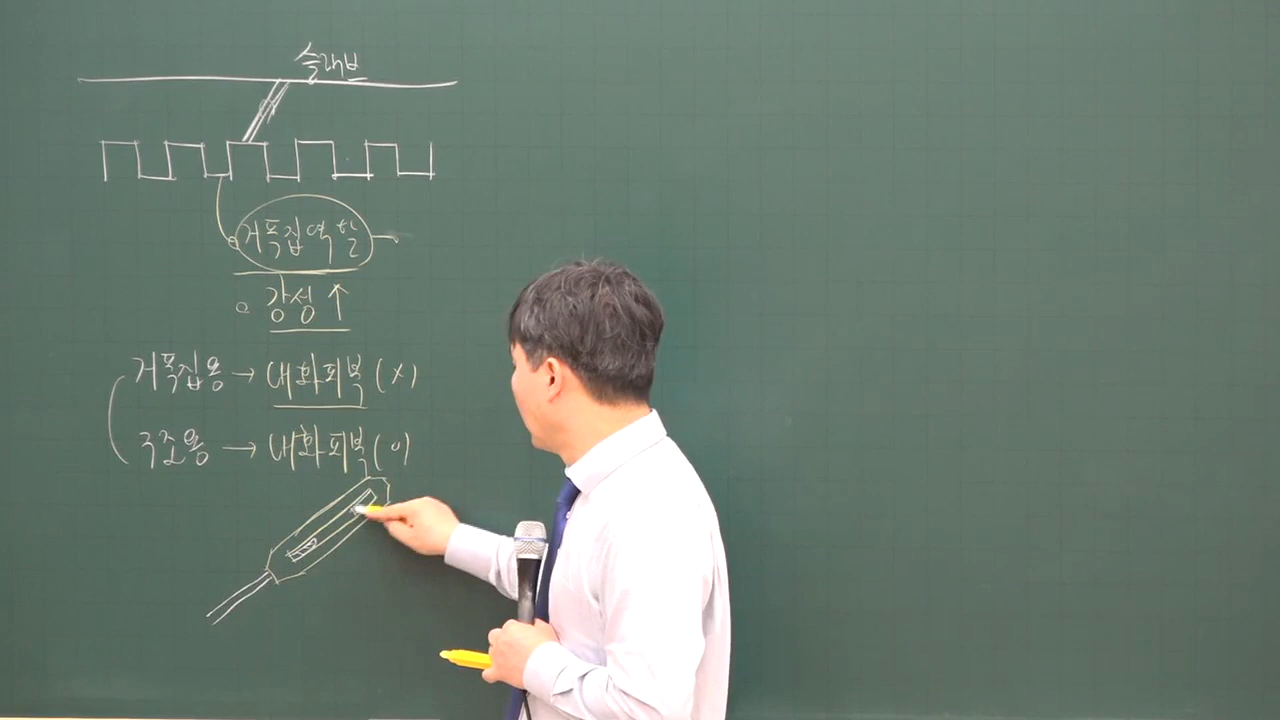 슬래브
거푸집역할
강성 ↑
거푸집용 → 내화피복 (x)
구조용 → 내화피복 (o)